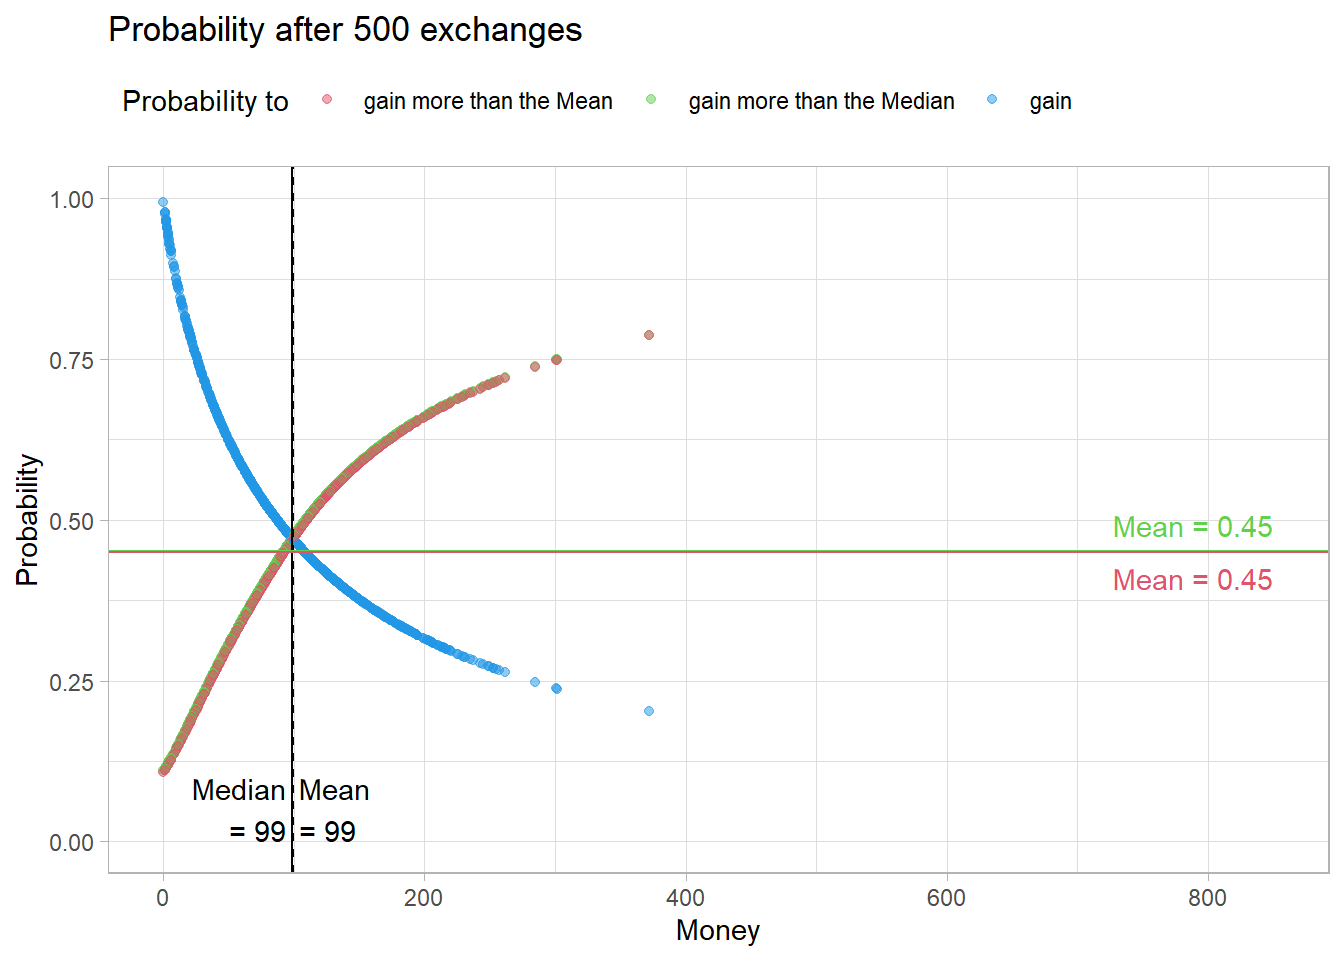 Probability after 500 exchanges
Probability to gain more than the Mean gain more than the Median gain
1.00
0.75
0.50
0.25
0.00
Probability
Mean = 0.45
Mean = 0.45
Median Mean
= 99 = 99
0 200 400 600 800
Money